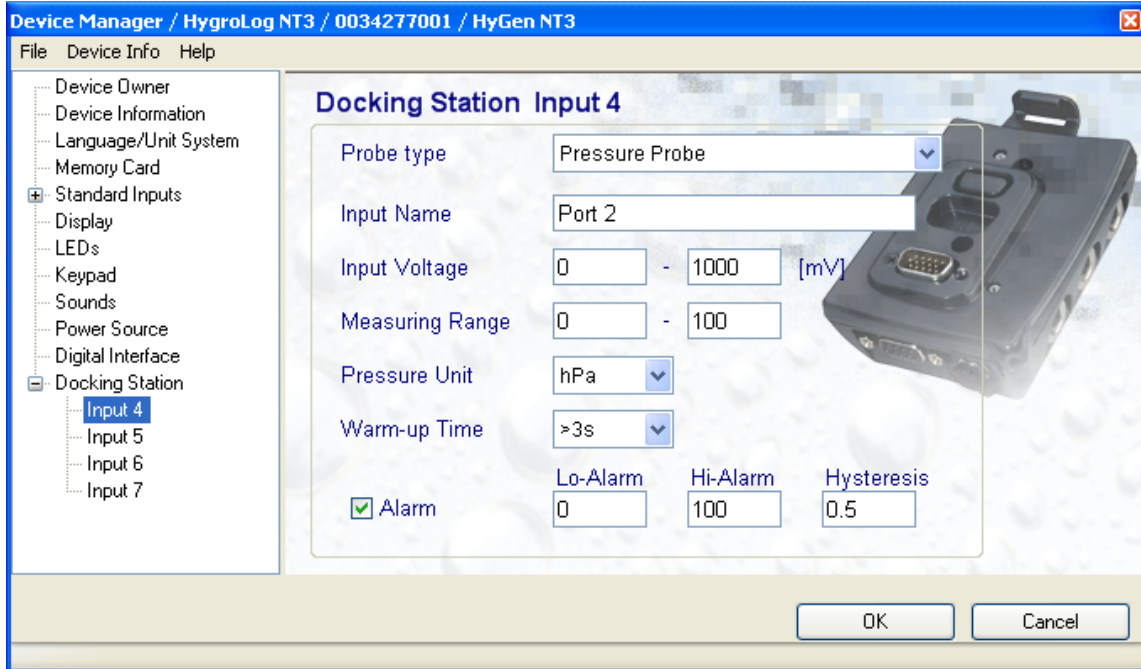 Device Manager / HygroLog NT3 / 0034277001 / HyGen NT3
File Device Info Help
Device Owner
Device Information
Language/Unit System
Memory Card
Standard Inputs
Display
LEDs
Keypad
Sounds
Power Source
Digital Interface
Docking Station
Input 4
Input 5
Input 6
Input 7
Docking Station Input 4
Probe type Pressure Probe
Input Name Port 2
Input Voltage 0 - 1000 [mV]
Measuring Range 0 - 100
Pressure Unit hPa
Warm-up Time >3s
Lo-Alarm Hi-Alarm Hysteresis
Alarm 0 100 0.5
OK Cancel